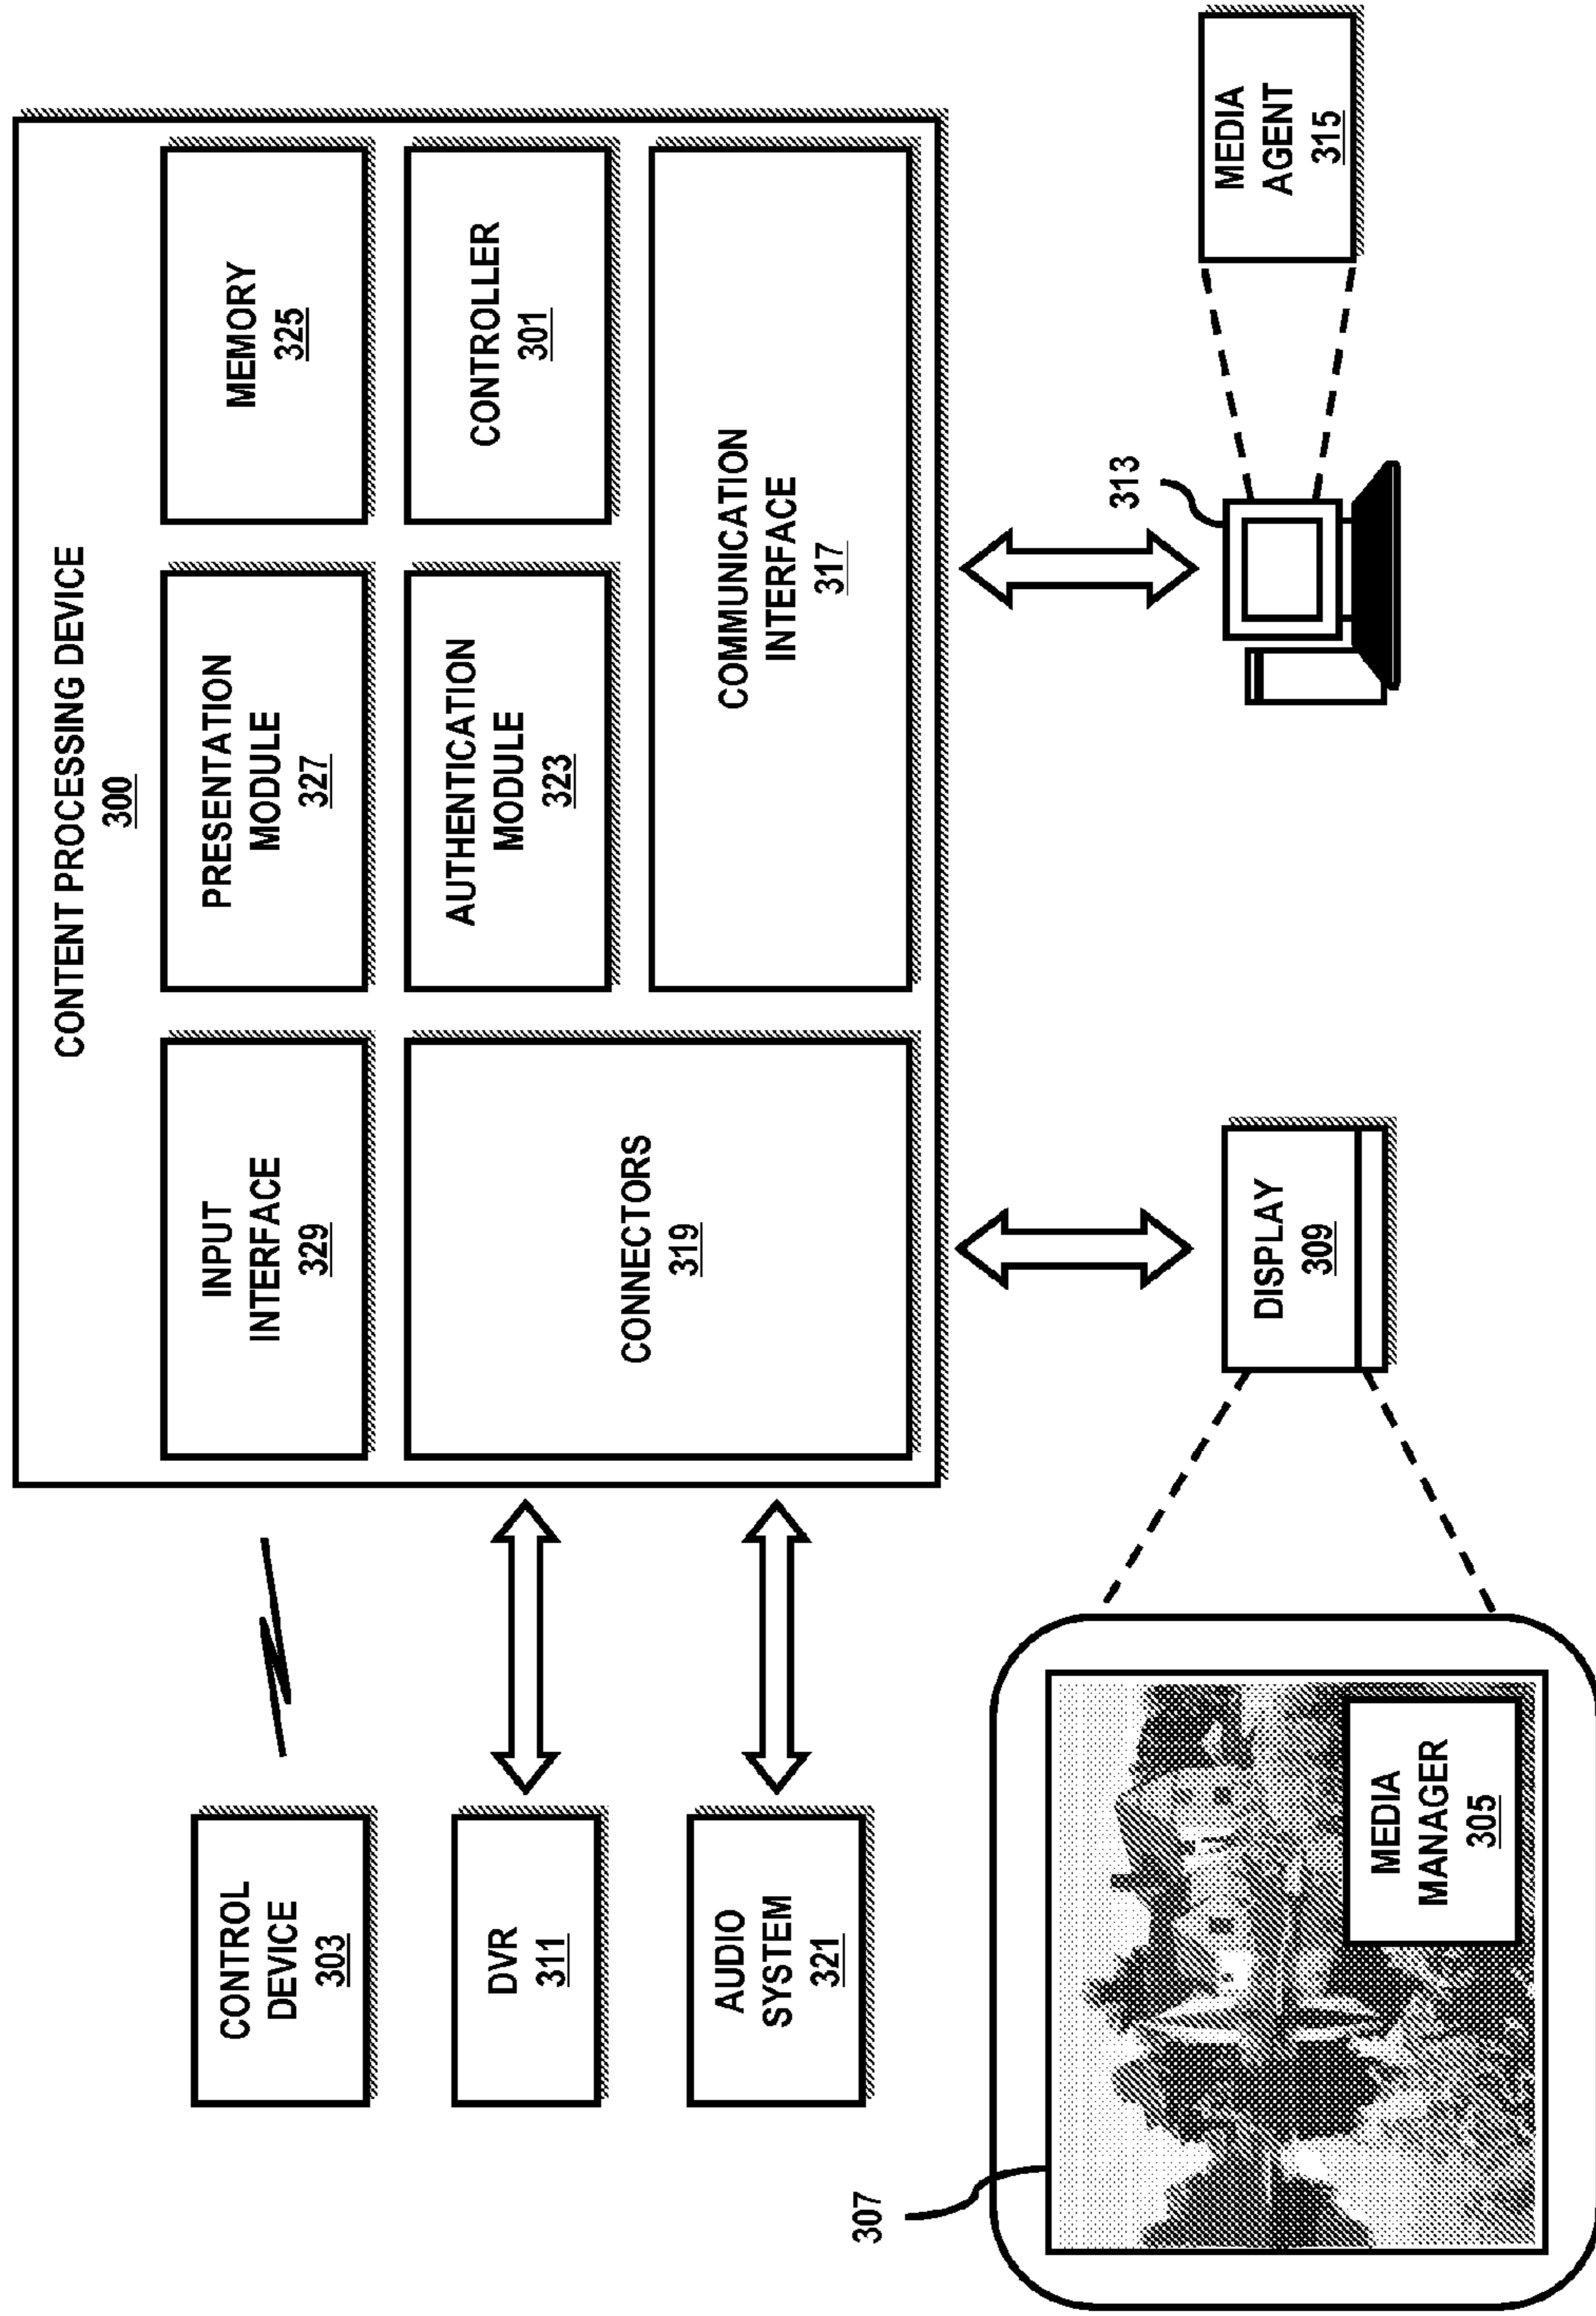 CONTENT PROCESSING DEVICE
300
INPUT
INTERFACE
329
PRESENTATION
MODULE
327
MEMORY
325
CONNECTORS
319
AUTHENTICATION
MODULE
323
CONTROLLER
301
COMMUNICATION
INTERFACE
317
CONTROL
DEVICE
303
DVR
311
AUDIO
SYSTEM
321
307
MEDIA
MANAGER
305
DISPLAY
309
313
MEDIA
AGENT
315